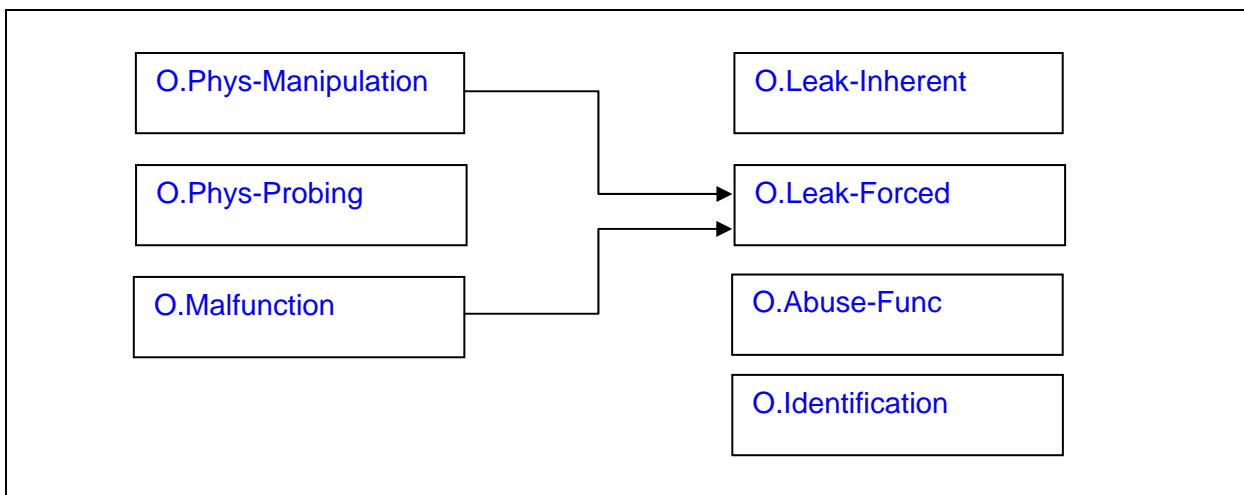 O.Phys-Manipulation
O.Leak-Inherent
O.Phys-Probing
O.Leak-Forced
O.Malfunction
O.Abuse-Func
O.Identification